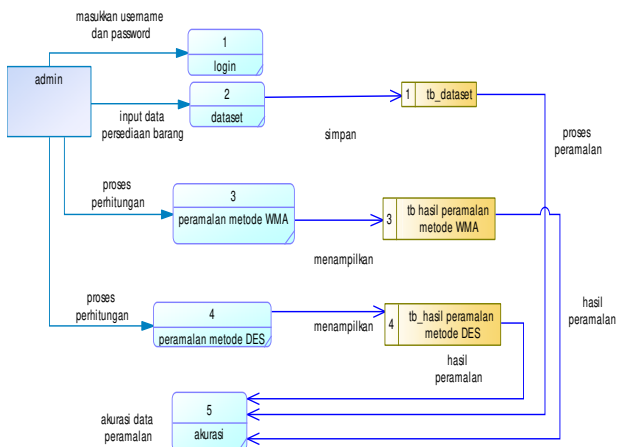 masukkan username
dan password
1
login
admin
2
dataset
1 tb_dataset
input data
persediaan barang
simpan
proses
peramalan
proses
perhitungan
3
peramalan metode WMA
3 tb hasil peramalan
metode WMA
menampilkan
hasil
peramalan
proses
perhitungan
4
peramalan metode DES
menampilkan
4 tb_hasil peramalan
metode DES
hasil
peramalan
akurasi data
peramalan
5
akurasi